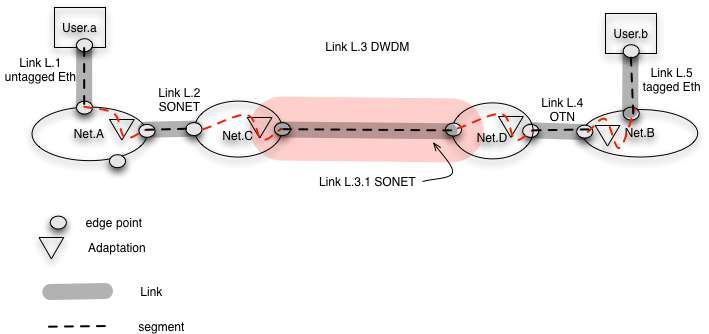 User.a
User.b
Link L.3 DWDM
Link L.1
untagged Eth
Link L.2
SONET
Link L.5
tagged Eth
Link L.4
OTN
Net.A
Net.C
Net.D
Net.B
Link L.3.1 SONET
edge point
Adaptation
Link
segment